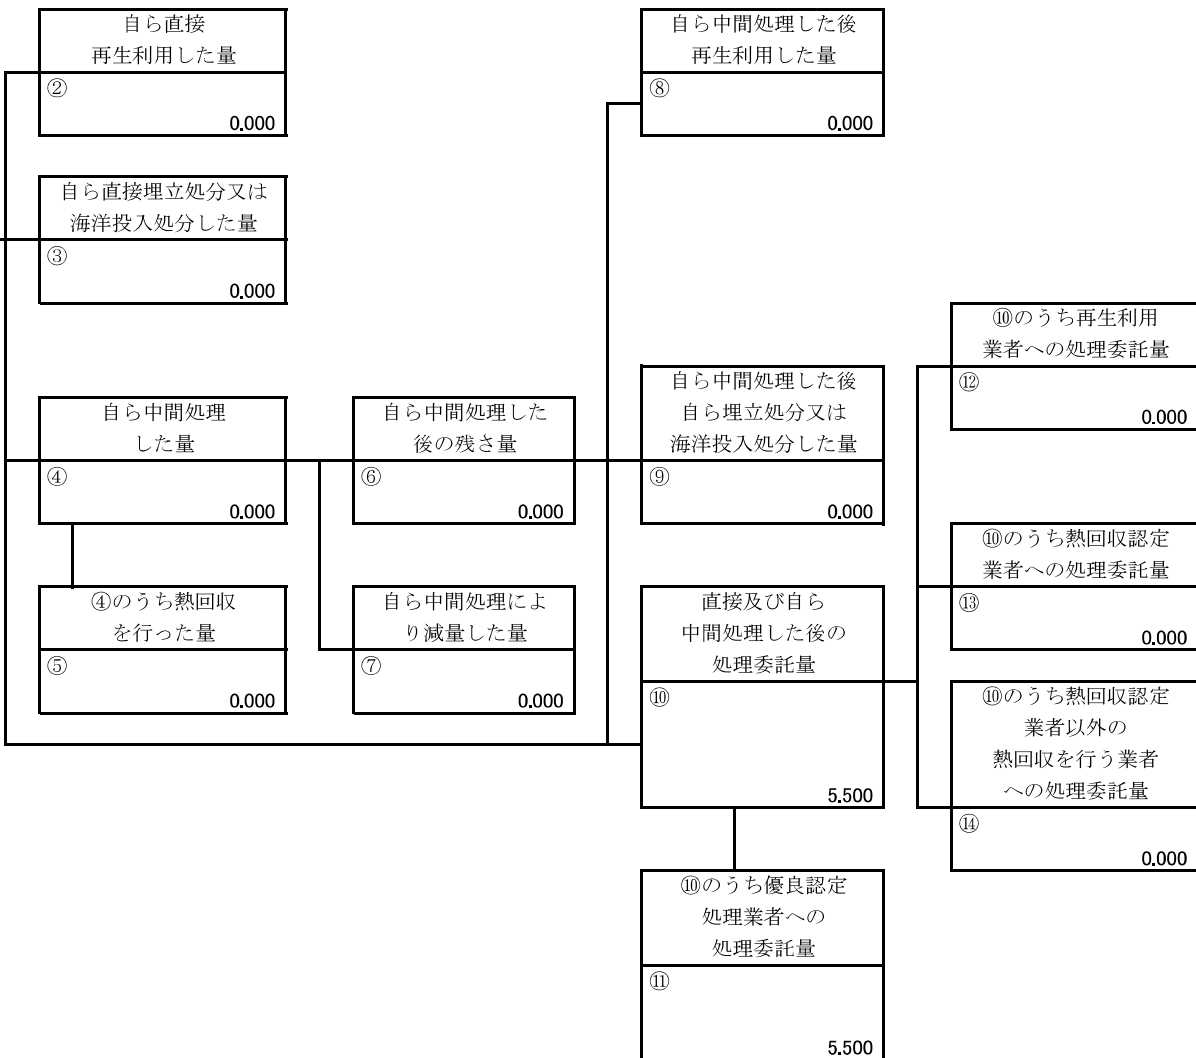 自ら直接
再生利用した量
②
0.000
自ら中間処理した後
再生利用した量
⑧
0.000
自ら直接埋立処分又は
海洋投入処分した量
③
0.000
⑩のうち再生利用
業者への処理委託量
⑫
0.000
自ら中間処理
した量
④
0.000
自ら中間処理した
後の残さ量
⑥
0.000
自ら中間処理した後
自ら埋立処分又は
海洋投入処分した量
⑨
0.000
⑩のうち熱回収認定
業者への処理委託量
⑬
0.000
④のうち熱回収
を行った量
⑤
0.000
自ら中間処理によ
り減量した量
⑦
0.000
直接及び自ら
中間処理した後の
処理委託量
⑩
5.500
⑩のうち熱回収認定
業者以外の
熱回収を行う業者
への処理委託量
⑭
0.000
⑩のうち優良認定
処理業者への
処理委託量
⑪
5.500